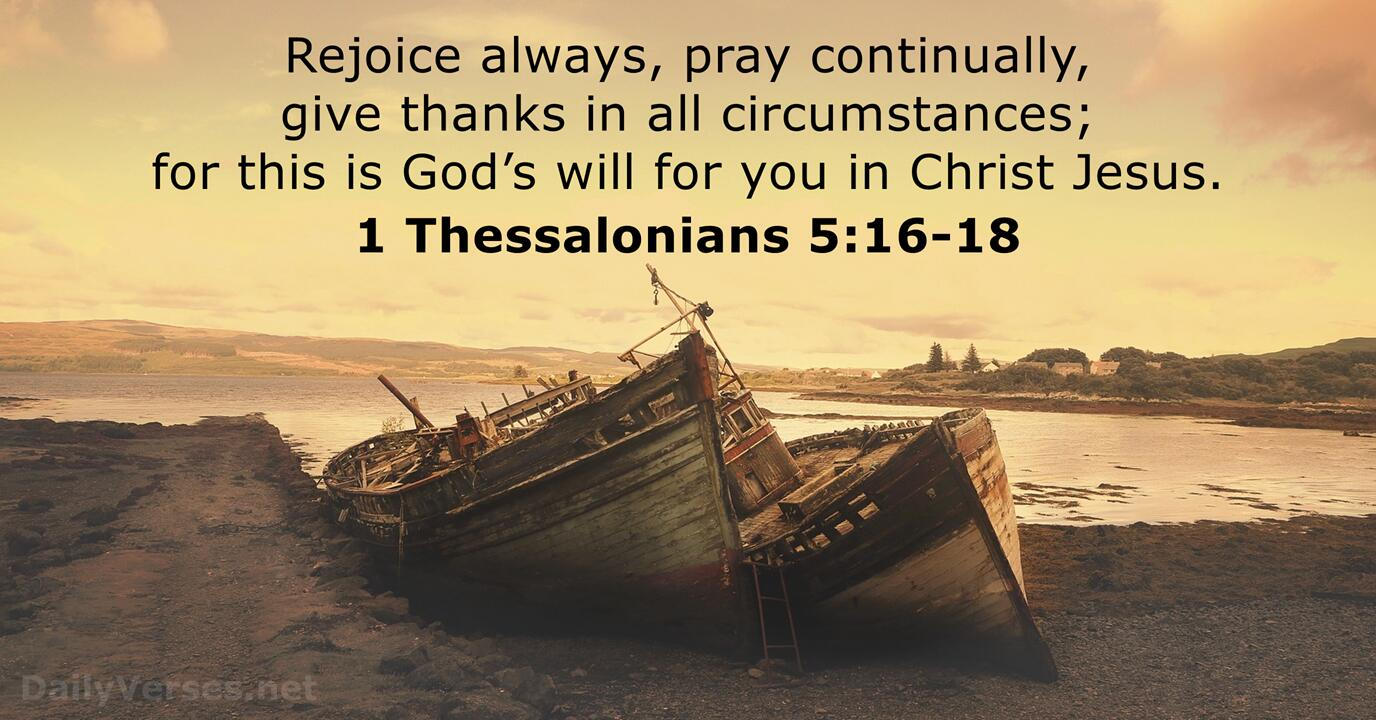 Rejoice always, pray continually,
give thanks in all circumstances;
for this is God’s will for you in Christ Jesus.
1 Thessalonians 5:16-18
DailyVerses.net